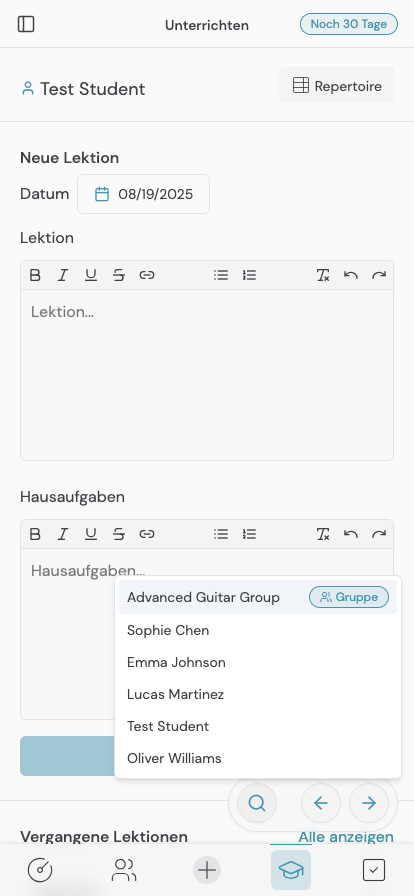 Unterrichten
Noch 30 Tage
Test Student
Repertoire
Neue Lektion
Datum 08/19/2025
Lektion
Lektion...
Hausaufgaben
Hausaufgaben...
Advanced Guitar Group Gruppe
Sophie Chen
Emma Johnson
Lucas Martinez
Test Student
Oliver Williams
Vergangene Lektionen Alle anzeigen